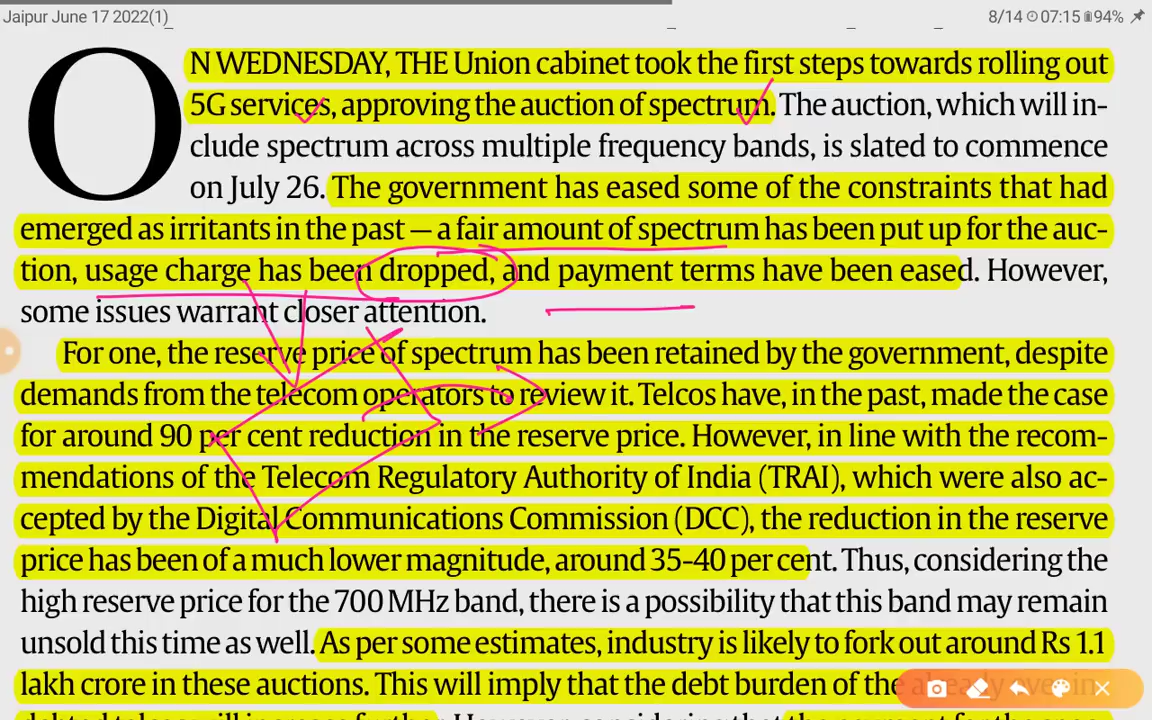 Jaipur June 17 2022(1)_
8/14 07:15 94%
ON WEDNESDAY, THE Union cabinet took the first steps towards rolling out
5G services, approving the auction of spectrum. The auction, which will in-
clude spectrum across multiple frequency bands, is slated to commence
on July 26. The government has eased some of the constraints that had
emerged as irritants in the past — a fair amount of spectrum has been put up for the auc-
tion, usage charge has been dropped, and payment terms have been eased. However,
some issues warrant closer attention.
For one, the reserve price of spectrum has been retained by the government, despite
demands from the telecom operators to review it. Telcos have, in the past, made the case
for around 90 per cent reduction in the reserve price. However, in line with the recom-
mendations of the Telecom Regulatory Authority of India (TRAI), which were also ac-
cepted by the Digital Communications Commission (DCC), the reduction in the reserve
price has been of a much lower magnitude, around 35-40 per cent. Thus, considering the
high reserve price for the 700 MHz band, there is a possibility that this band may remain
unsold this time as well. As per some estimates, industry is likely to fork out around Rs 1.1
lakh crore in these auctions. This will imply that the debt burden of the